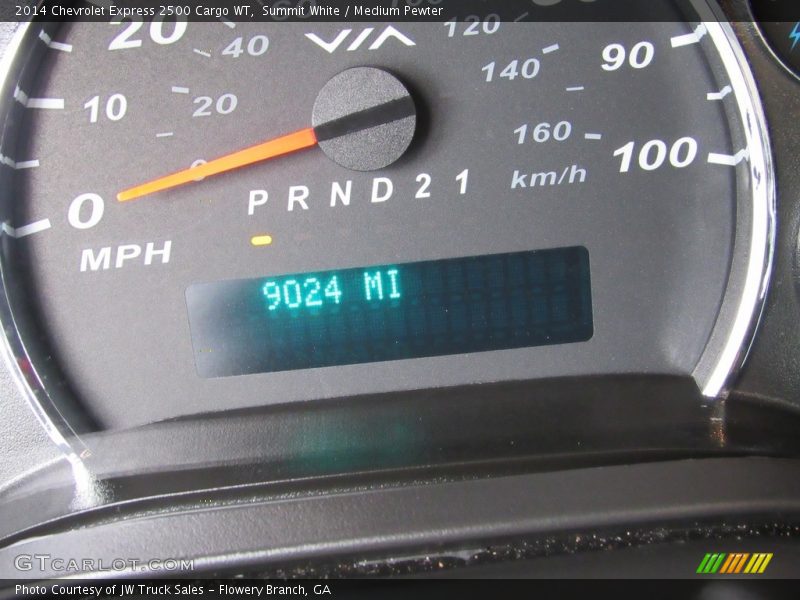 2014 Chevrolet Express 2500 Cargo WT, Summit White / Medium Pewter
20
40
120
90
140
10
20
160
100
0
km/h
P R N D 2 1
0
MPH
9024 MI
GTcarlot.com
Photo Courtesy of JW Truck Sales - Flowery Branch, GA